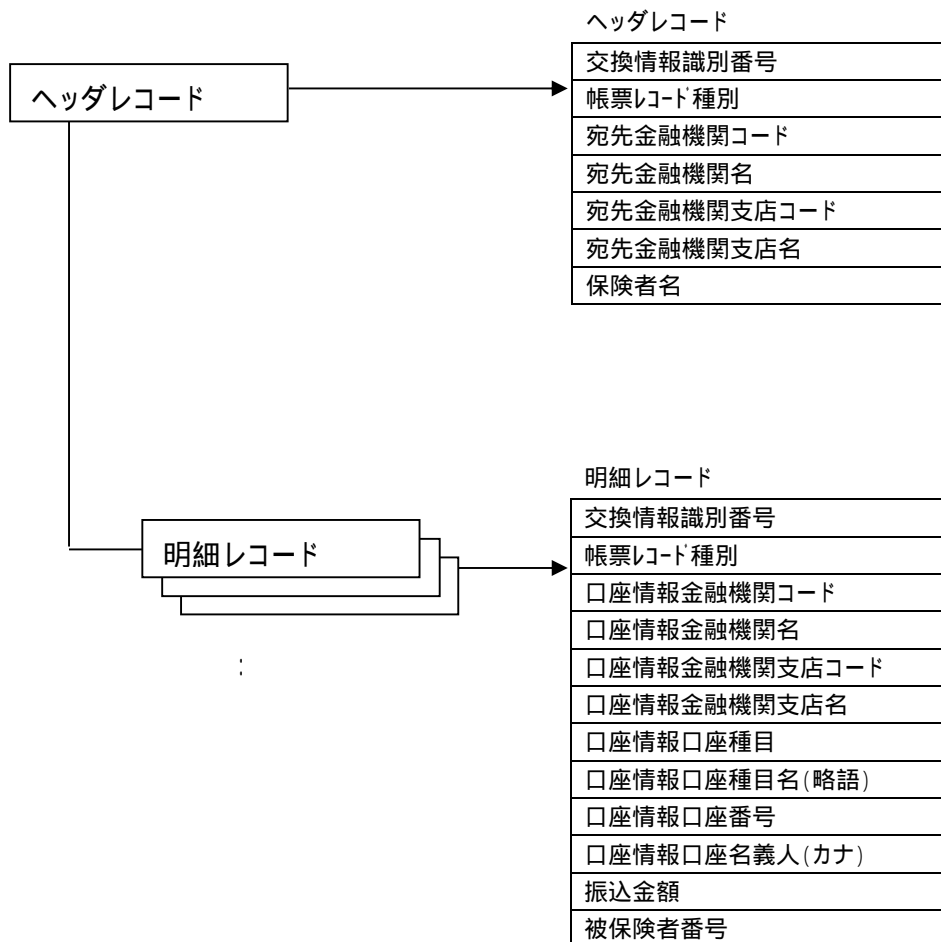 ヘッダレコード
ヘッダレコード
交換情報識別番号
帳票ﾚｺｰﾄﾞ種別
宛先金融機関コード
宛先金融機関名
宛先金融機関支店コード
宛先金融機関支店名
保険者名
明細レコード
明細レコード
:
交換情報識別番号
帳票ﾚｺｰﾄﾞ種別
口座情報金融機関コード
口座情報金融機関名
口座情報金融機関支店コード
口座情報金融機関支店名
口座情報口座種目
口座情報口座種目名(略語)
口座情報口座番号
口座情報口座名義人(カナ)
振込金額
被保険者番号